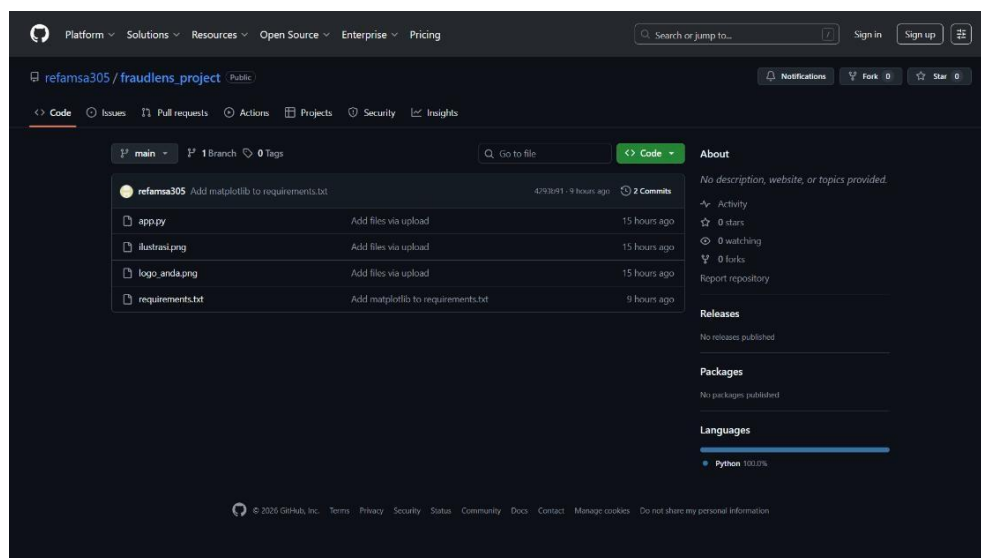 Platform Solutions Resources Open Source Enterprise Pricing Search or jump to... / Sign in Sign up
refamsa305 / fraudlens_project Public Notifications Fork 0 Star 0
Code Issues Pull requests Actions Projects Security Insights
main 1 Branch 0 Tags Go to file Code
refamsa305 Add matplotlib to requirements.txt 4293b91 · 9 hours ago 2 Commits
app.py Add files via upload 15 hours ago
ilustrasi.png Add files via upload 15 hours ago
logo_anda.png Add files via upload 15 hours ago
requirements.txt Add matplotlib to requirements.txt 9 hours ago
About
No description, website, or topics provided.
Activity
0 stars
0 watching
0 forks
Report repository
Releases
No releases published
Packages
No packages published
Languages
Python 100.0%
© 2026 GitHub, Inc. Terms Privacy Security Status Community Docs Contact Manage cookies Do not share my personal information